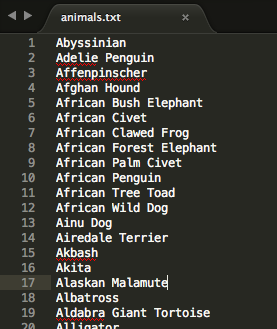 animals.txt
1 Abyssinian
2 Adelie Penguin
3 Affenpinscher
4 Afghan Hound
5 African Bush Elephant
6 African Civet
7 African Clawed Frog
8 African Forest Elephant
9 African Palm Civet
10 African Penguin
11 African Tree Toad
12 African Wild Dog
13 Ainu Dog
14 Airedale Terrier
15 Akbash
16 Akita
17 Alaskan Malamute
18 Albatross
19 Aldabra Giant Tortoise
20 Alligator